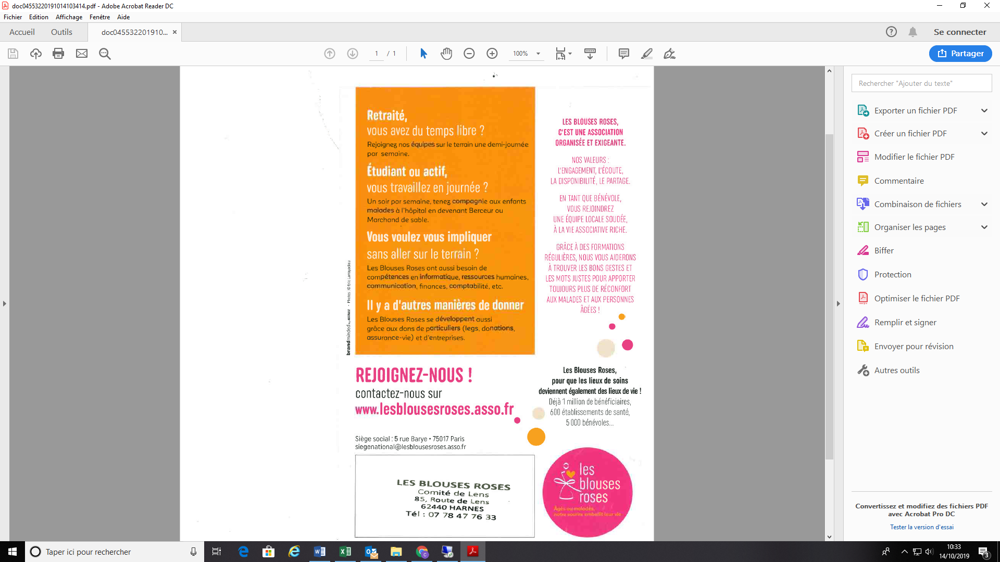 doc04553220191014103414.pdf - Adobe Acrobat Reader DC
Fichier Edition Affichage Fenêtre Aide
Accueil Outils doc045532201910... × Se connecter
1 / 1 100% Partager
Retraité,
vous avez du temps libre ?
Rejoignez nos équipes sur le terrain une demi-journée
par semaine.
Étudiant ou actif,
vous travaillez en journée ?
Un soir par semaine, tenez compagnie aux enfants
malades à l'hôpital en devenant Berceur ou
Marchand de sable.
Vous voulez vous impliquer
sans aller sur le terrain ?
Les Blouses Roses ont aussi besoin de
compétences en informatique, ressources humaines,
communication, finances, comptabilité, etc.
Il y a d'autres manières de donner
Les Blouses Roses se développent aussi
grâce aux dons de particuliers (legs, donations,
assurance-vie) et d'entreprises.
brandminded - Photos © Eric Larrayadieu
LES BLOUSES ROSES,
C'EST UNE ASSOCIATION
ORGANISÉE ET EXIGEANTE.
NOS VALEURS :
L'ENGAGEMENT, L'ÉCOUTE,
LA DISPONIBILITÉ, LE PARTAGE.
EN TANT QUE BÉNÉVOLE,
VOUS REJOINDREZ
UNE ÉQUIPE LOCALE SOUDÉE,
À LA VIE ASSOCIATIVE RICHE.
GRÂCE À DES FORMATIONS
RÉGULIÈRES, NOUS VOUS AIDERONS
À TROUVER LES BONS GESTES ET
LES MOTS JUSTES POUR APPORTER
TOUJOURS PLUS DE RÉCONFORT
AUX MALADES ET AUX PERSONNES
ÂGÉES !
REJOIGNEZ-NOUS !
contactez-nous sur
www.lesblousesroses.asso.fr
Les Blouses Roses,
pour que les lieux de soins
deviennent également des lieux de vie !
Déjà 1 million de bénéficiaires,
600 établissements de santé,
5 000 bénévoles...
Siège social : 5 rue Barye • 75017 Paris
siegenational@lesblousesroses.asso.fr
LES BLOUSES ROSES
Comité de Lens
85, Route de Lens
62440 HARNES
Tél : 07 78 47 76 33
les
blouses
roses
Âgés ou malades,
notre sourire embellit leur vie
Rechercher "Ajouter du texte"
Exporter un fichier PDF
Créer un fichier PDF
Modifier le fichier PDF
Commentaire
Combinaison de fichiers
Organiser les pages
Biffer
Protection
Optimiser le fichier PDF
Remplir et signer
Envoyer pour révision
Autres outils
Convertissez et modifiez des fichiers PDF
avec Acrobat Pro DC
Tester la version d'essai
Taper ici pour rechercher
10:33
14/10/2019
3